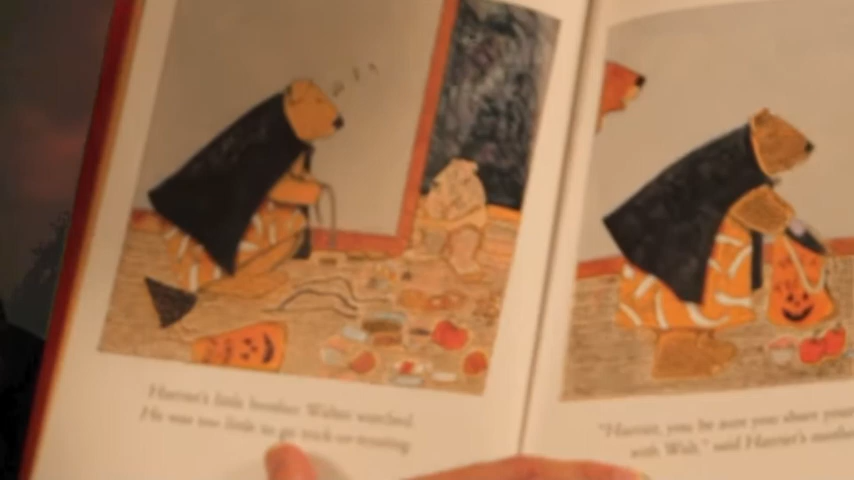 Harriet's little brother Walter watched.
He was too little to go trick-or-treating.
"Harriet, you be sure you share your
with Walt," said Harriet's mother